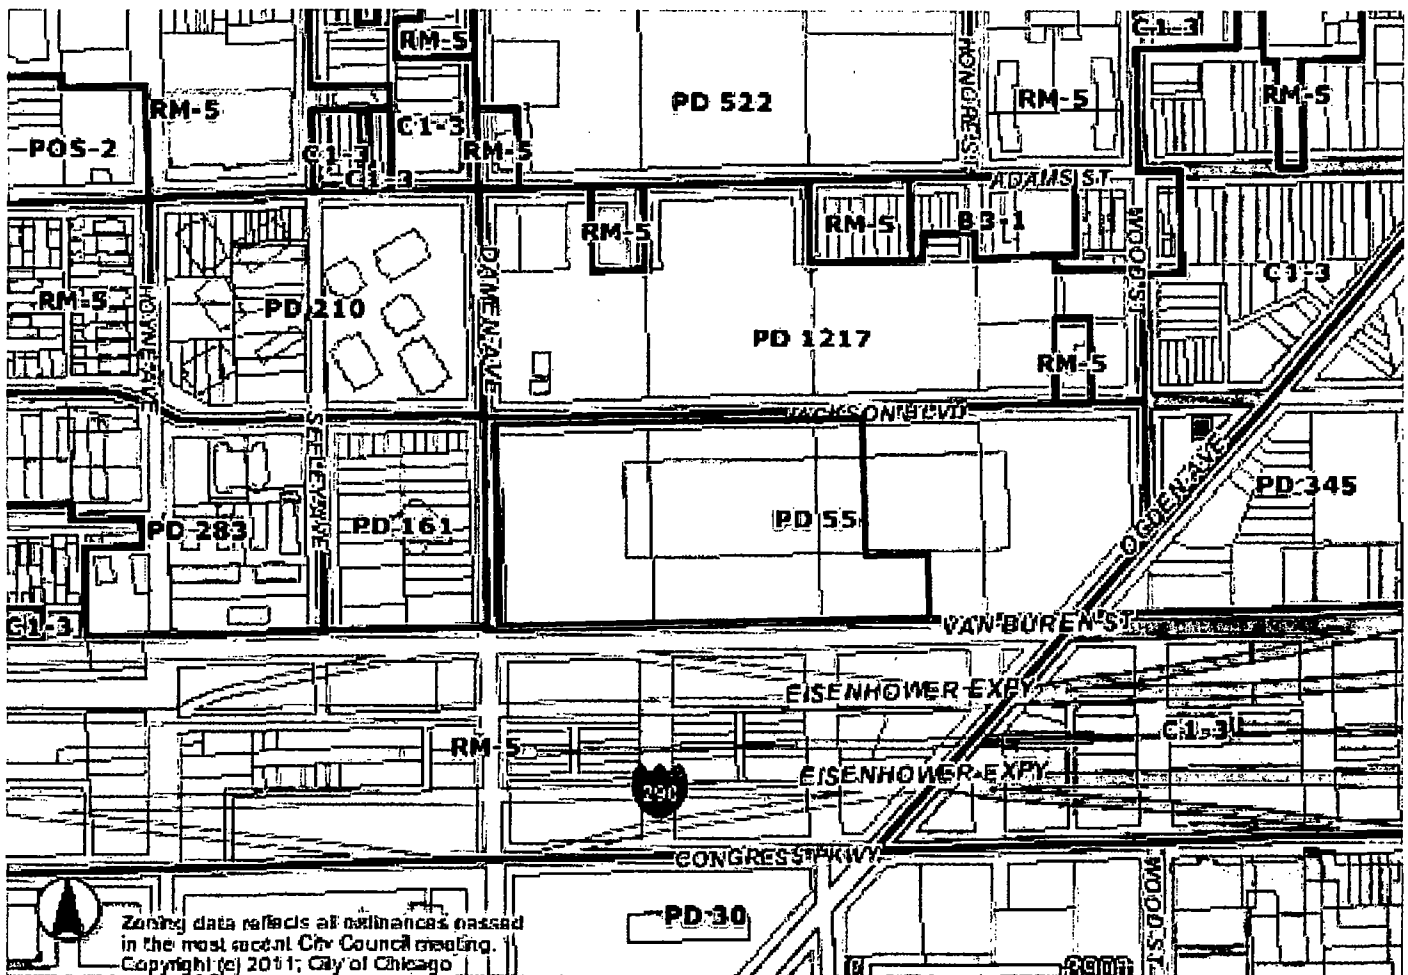 C1-3
RM-5
HONORE ST
PD 522
RM-5
RM-5
RM-5
C1-3
POS-2
RM-5
C1-3
ADAMS ST
RM-5
RM-5
B3-1
WOOD ST
DAMEN AVE
C1-3
RM-5
PD 210
HOYNE AVE
PD 1217
RM-5
JACKSON BLVD
SEELEY AVE
OGDEN AVE
PD 345
PD 283
PD 161
PD 55
C1-3
VAN BUREN ST
EISENHOWER EXPY
RM-5
C1-3
EISENHOWER EXPY
290
CONGRESS PKWY
WOOD ST
PD 30
Zoning data reflects all ordinances passed
in the most recent City Council meeting.
Copyright (c) 2011, City of Chicago